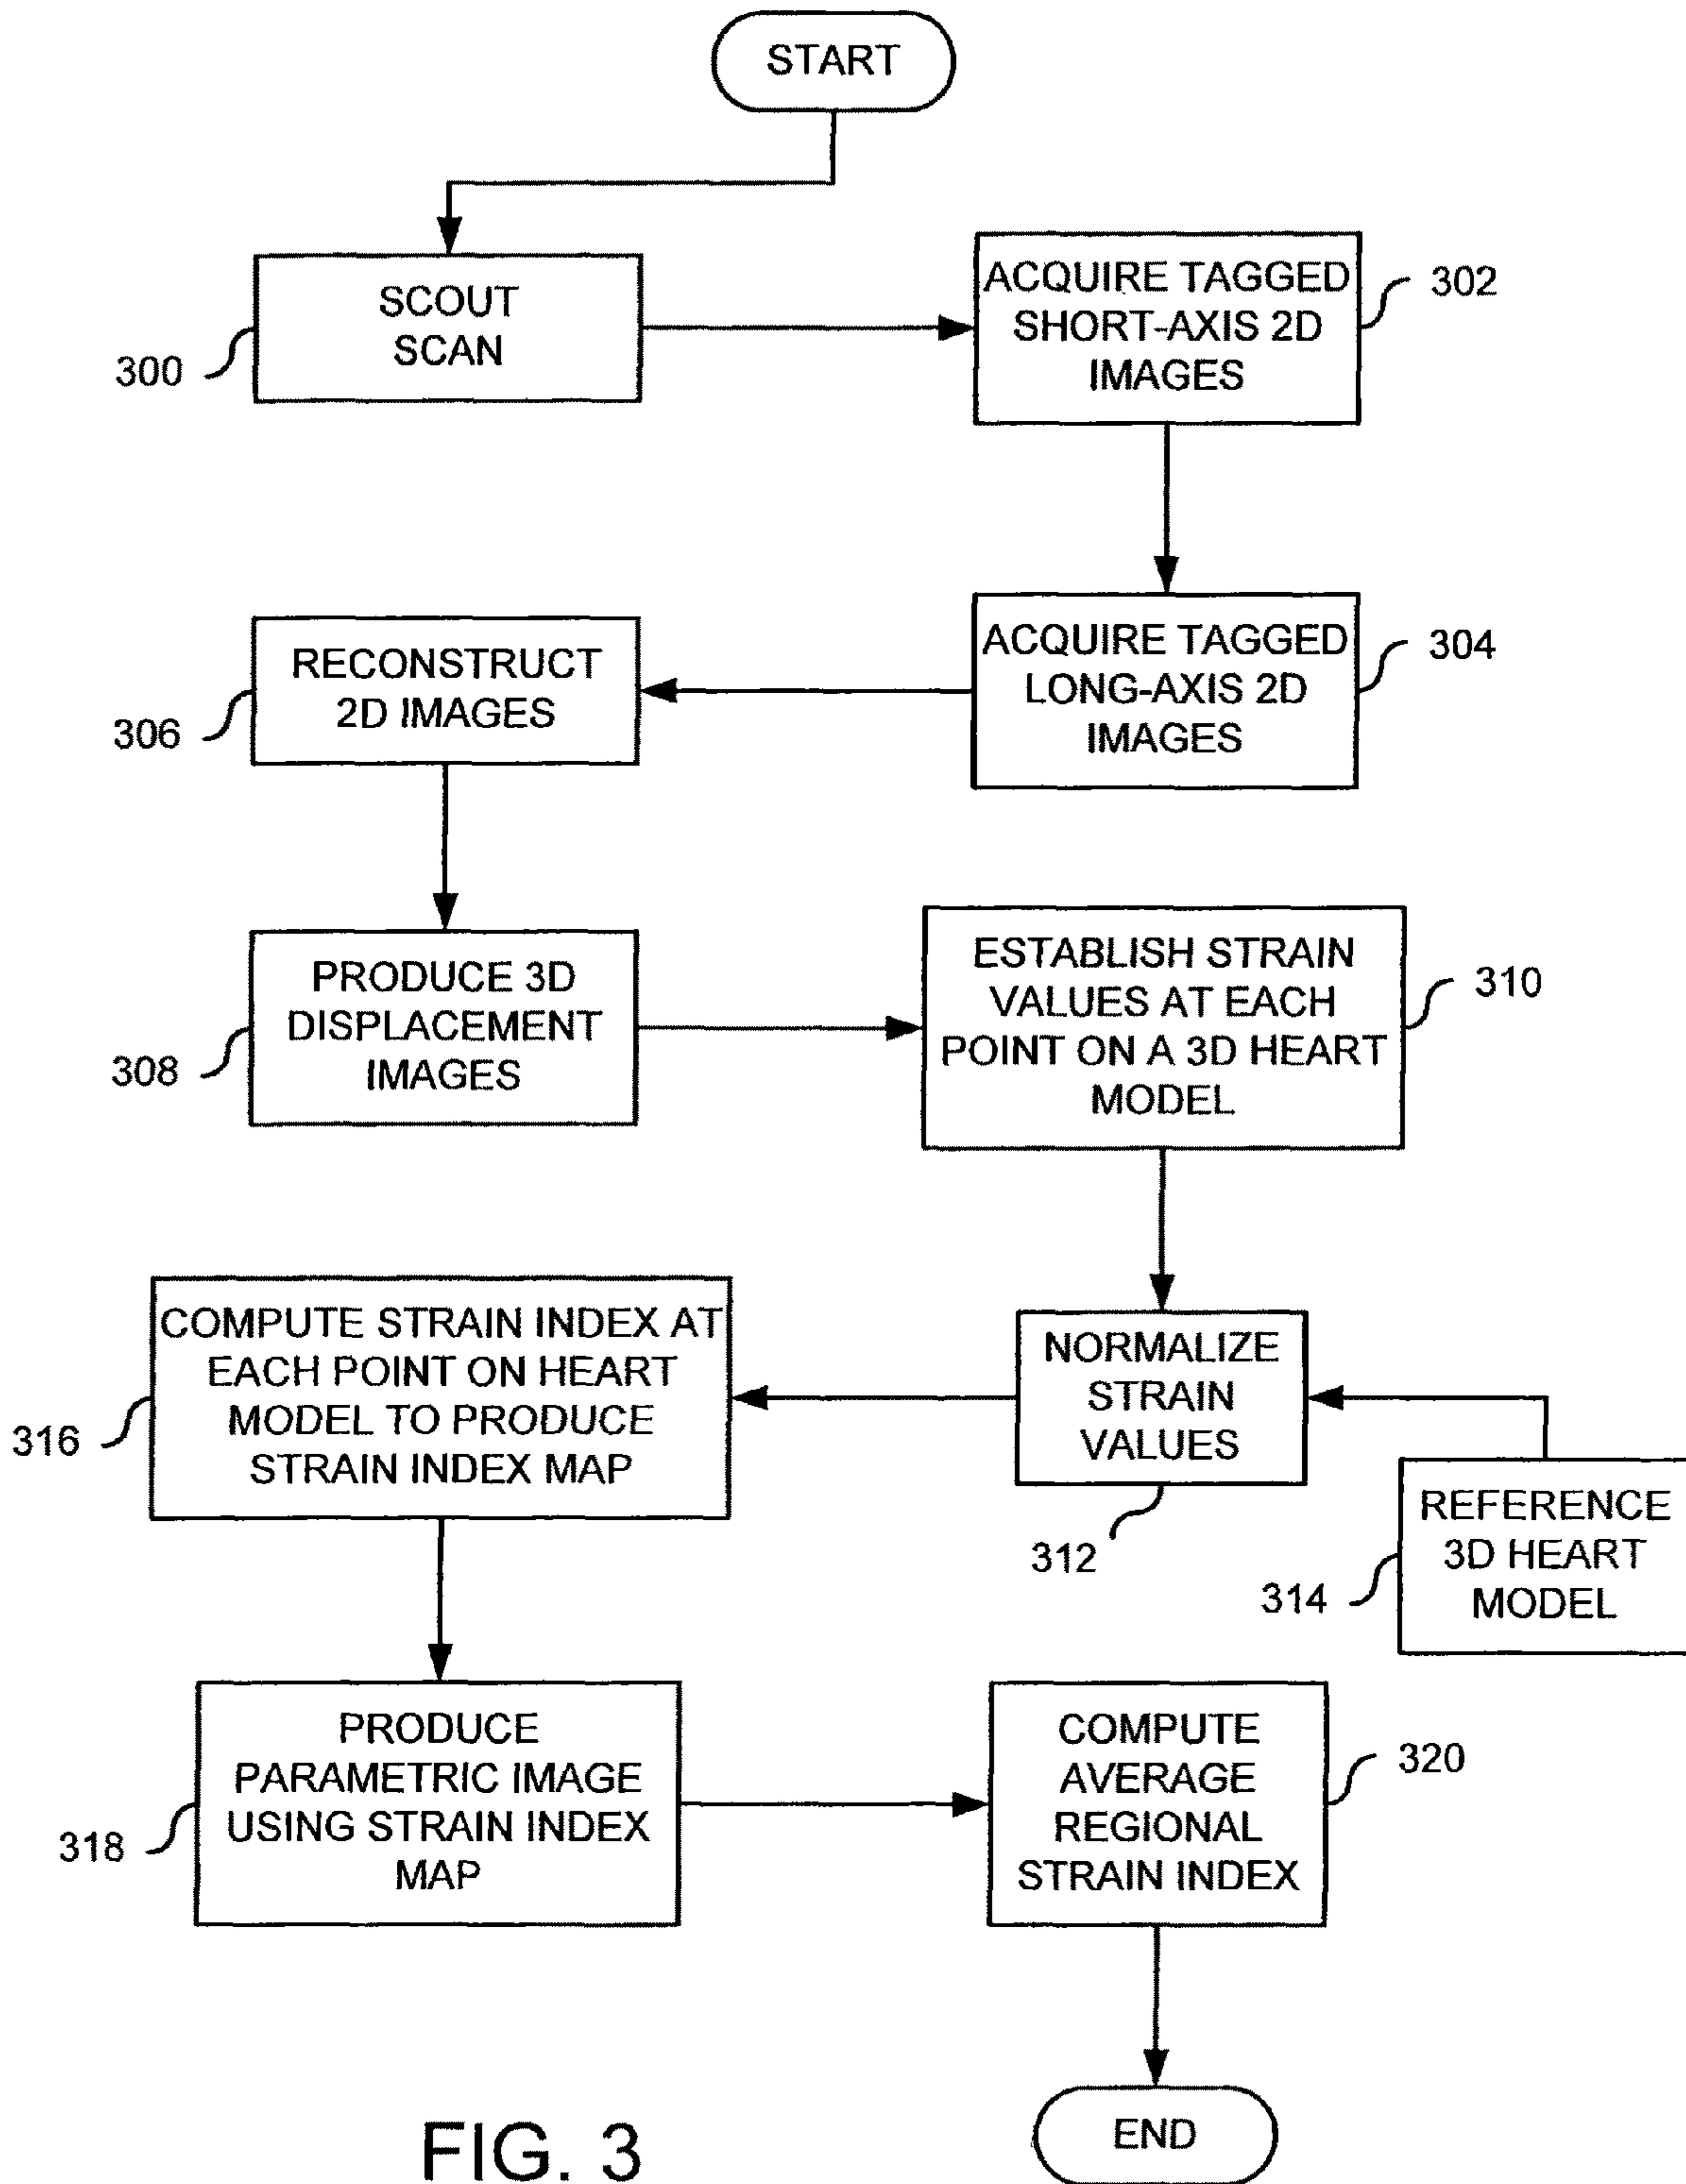 START
SCOUT
SCAN
300
ACQUIRE TAGGED
SHORT-AXIS 2D
IMAGES
302
ACQUIRE TAGGED
LONG-AXIS 2D
IMAGES
304
RECONSTRUCT
2D IMAGES
306
PRODUCE 3D
DISPLACEMENT
IMAGES
308
ESTABLISH STRAIN
VALUES AT EACH
POINT ON A 3D HEART
MODEL
310
NORMALIZE
STRAIN
VALUES
312
REFERENCE
3D HEART
MODEL
314
COMPUTE STRAIN INDEX AT
EACH POINT ON HEART
MODEL TO PRODUCE
STRAIN INDEX MAP
316
PRODUCE
PARAMETRIC IMAGE
USING STRAIN INDEX
MAP
318
COMPUTE
AVERAGE
REGIONAL
STRAIN INDEX
320
END
FIG. 3